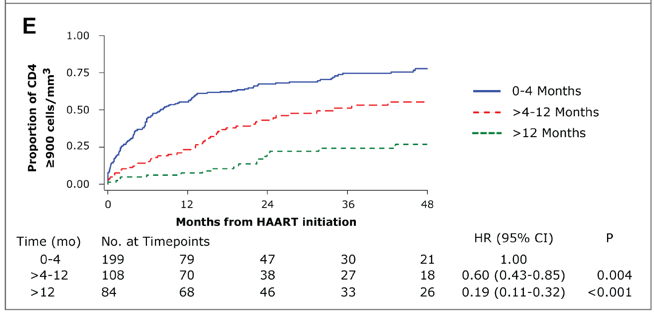 E
1.00
0.75
0.50
0.25
0.00
Proportion of CD4
≥900 cells/mm³
0 12 24 36 48
Months from HAART initiation
0-4 Months
>4-12 Months
>12 Months
Time (mo) No. at Timepoints HR (95% CI) P
0-4 199 79 47 30 21 1.00
>4-12 108 70 38 27 18 0.60 (0.43-0.85) 0.004
>12 84 68 46 33 26 0.19 (0.11-0.32) <0.001